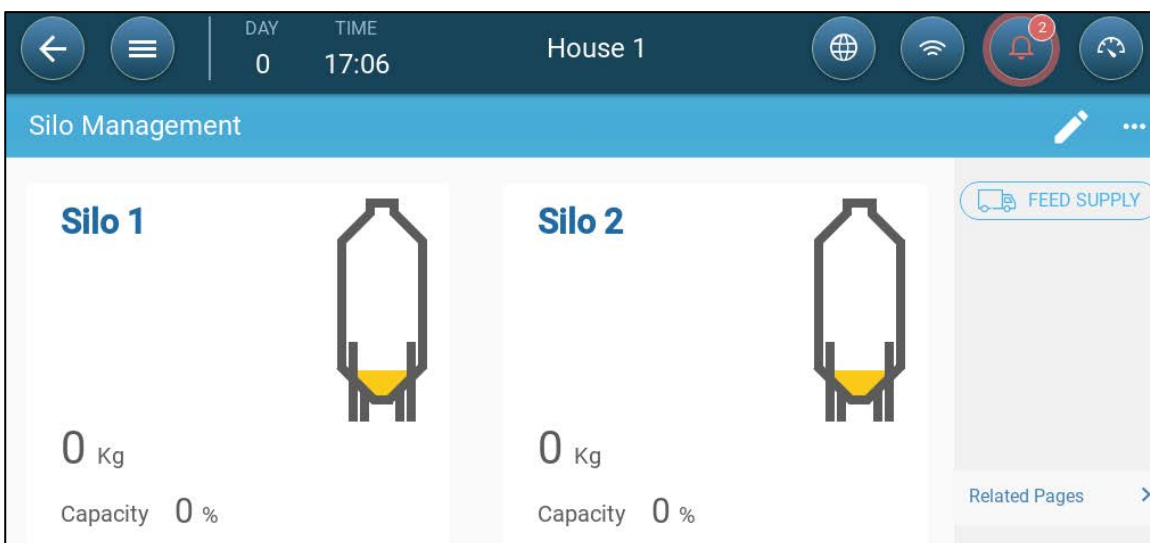 DAY TIME
0 17:06 House 1 2
Silo Management
Silo 1
0 Kg
Capacity 0 %
Silo 2
0 Kg
Capacity 0 %
FEED SUPPLY
Related Pages